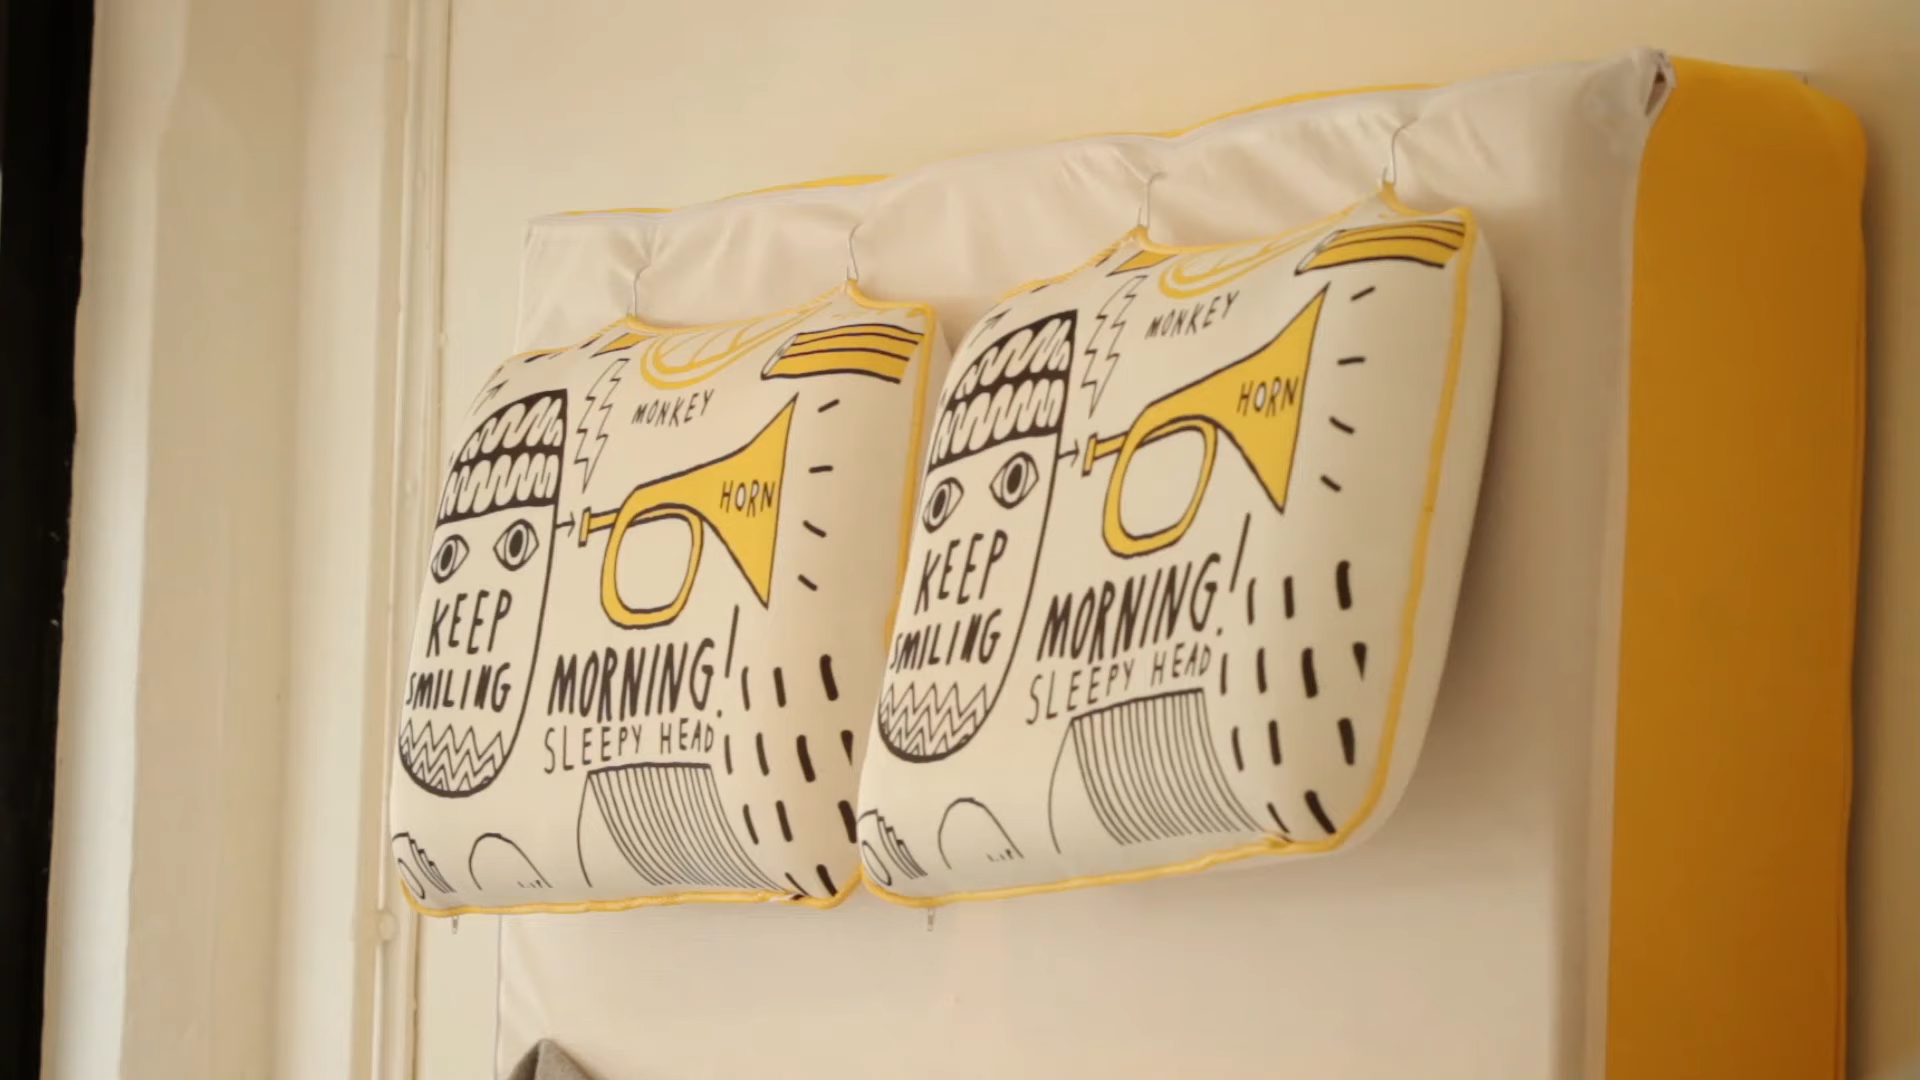 MONKEY
HORN
KEEP
SMILING
MORNING!
SLEEPY HEAD
MONKEY
HORN
KEEP
SMILING
MORNING!
SLEEPY HEAD